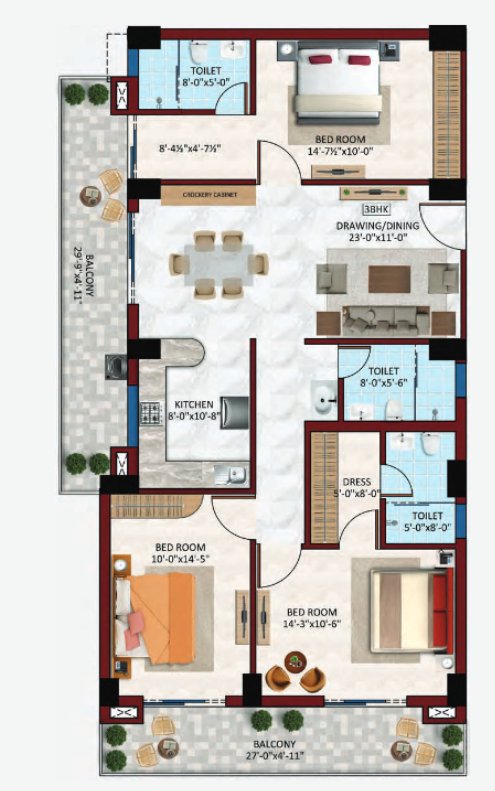 TOILET
8'-0"x5'-0"
BED ROOM
14'-7½"x10'-0"
8'-4½"x4'-7½"
CROCKERY CABINET
3BHK
DRAWING/DINING
23'-0"x11'-0"
BALCONY
29'-9"x4'-11"
TOILET
8'-0"x5'-6"
KITCHEN
8'-0"x10'-8"
DRESS
5'-0"x8'-0"
TOILET
5'-0"x8'-0"
BED ROOM
10'-0"x14'-5"
BED ROOM
14'-3"x10'-6"
BALCONY
27'-0"x4'-11"